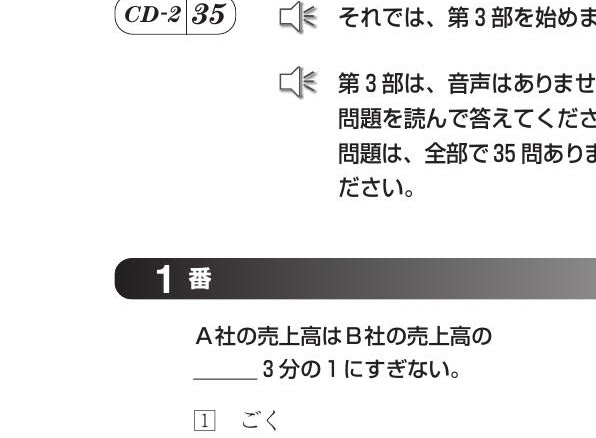 CD-2 35
それでは、第3部を始めま
第3部は、音声はありませ
問題を読んで答えてくださ
問題は、全部で35問ありま
ださい。
1 番
A社の売上高はB社の売上高の
_____ 3分の1にすぎない。
1 ごく